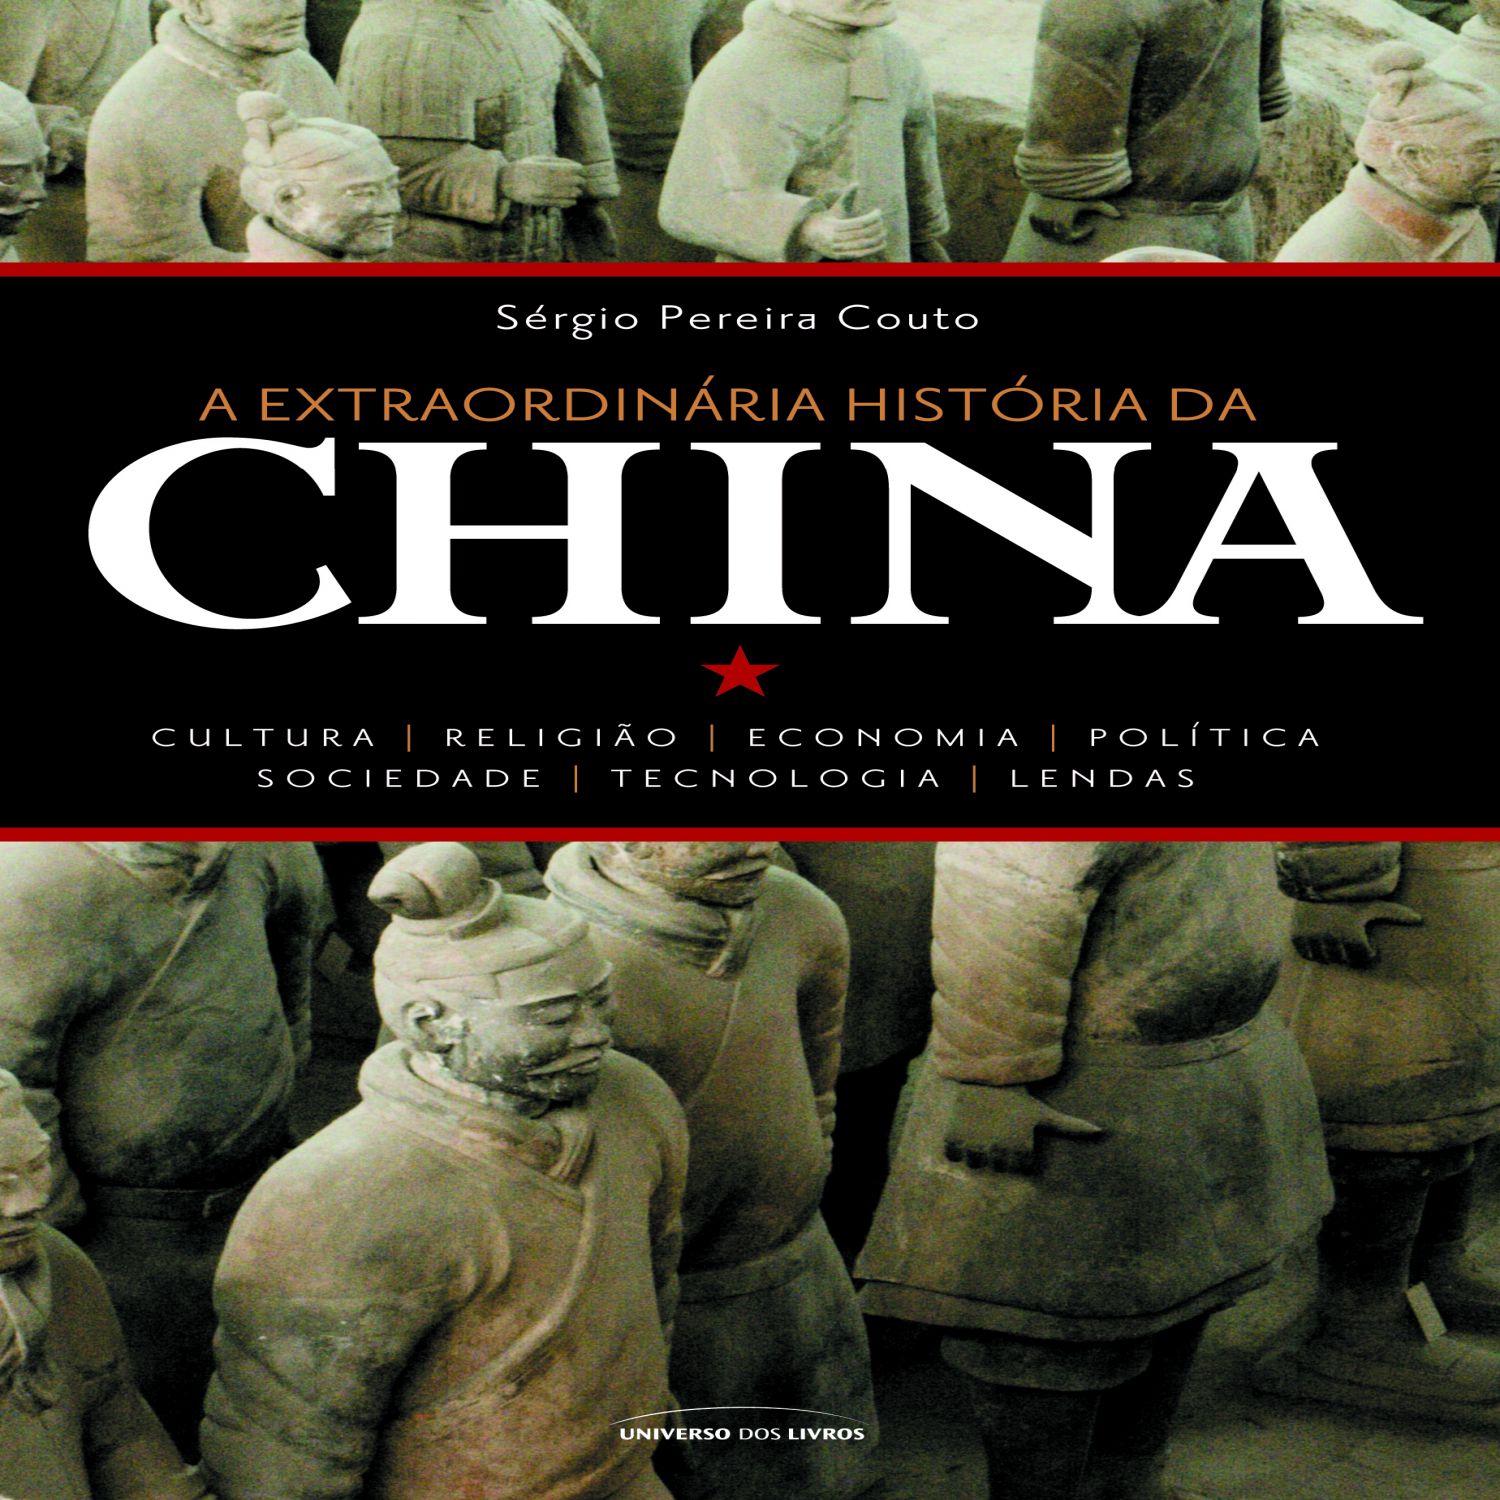 Sérgio Pereira Couto
A EXTRAORDINÁRIA HISTÓRIA DA
CHINA
CULTURA | RELIGIÃO | ECONOMIA | POLÍTICA
SOCIEDADE | TECNOLOGIA | LENDAS
UNIVERSO DOS LIVROS